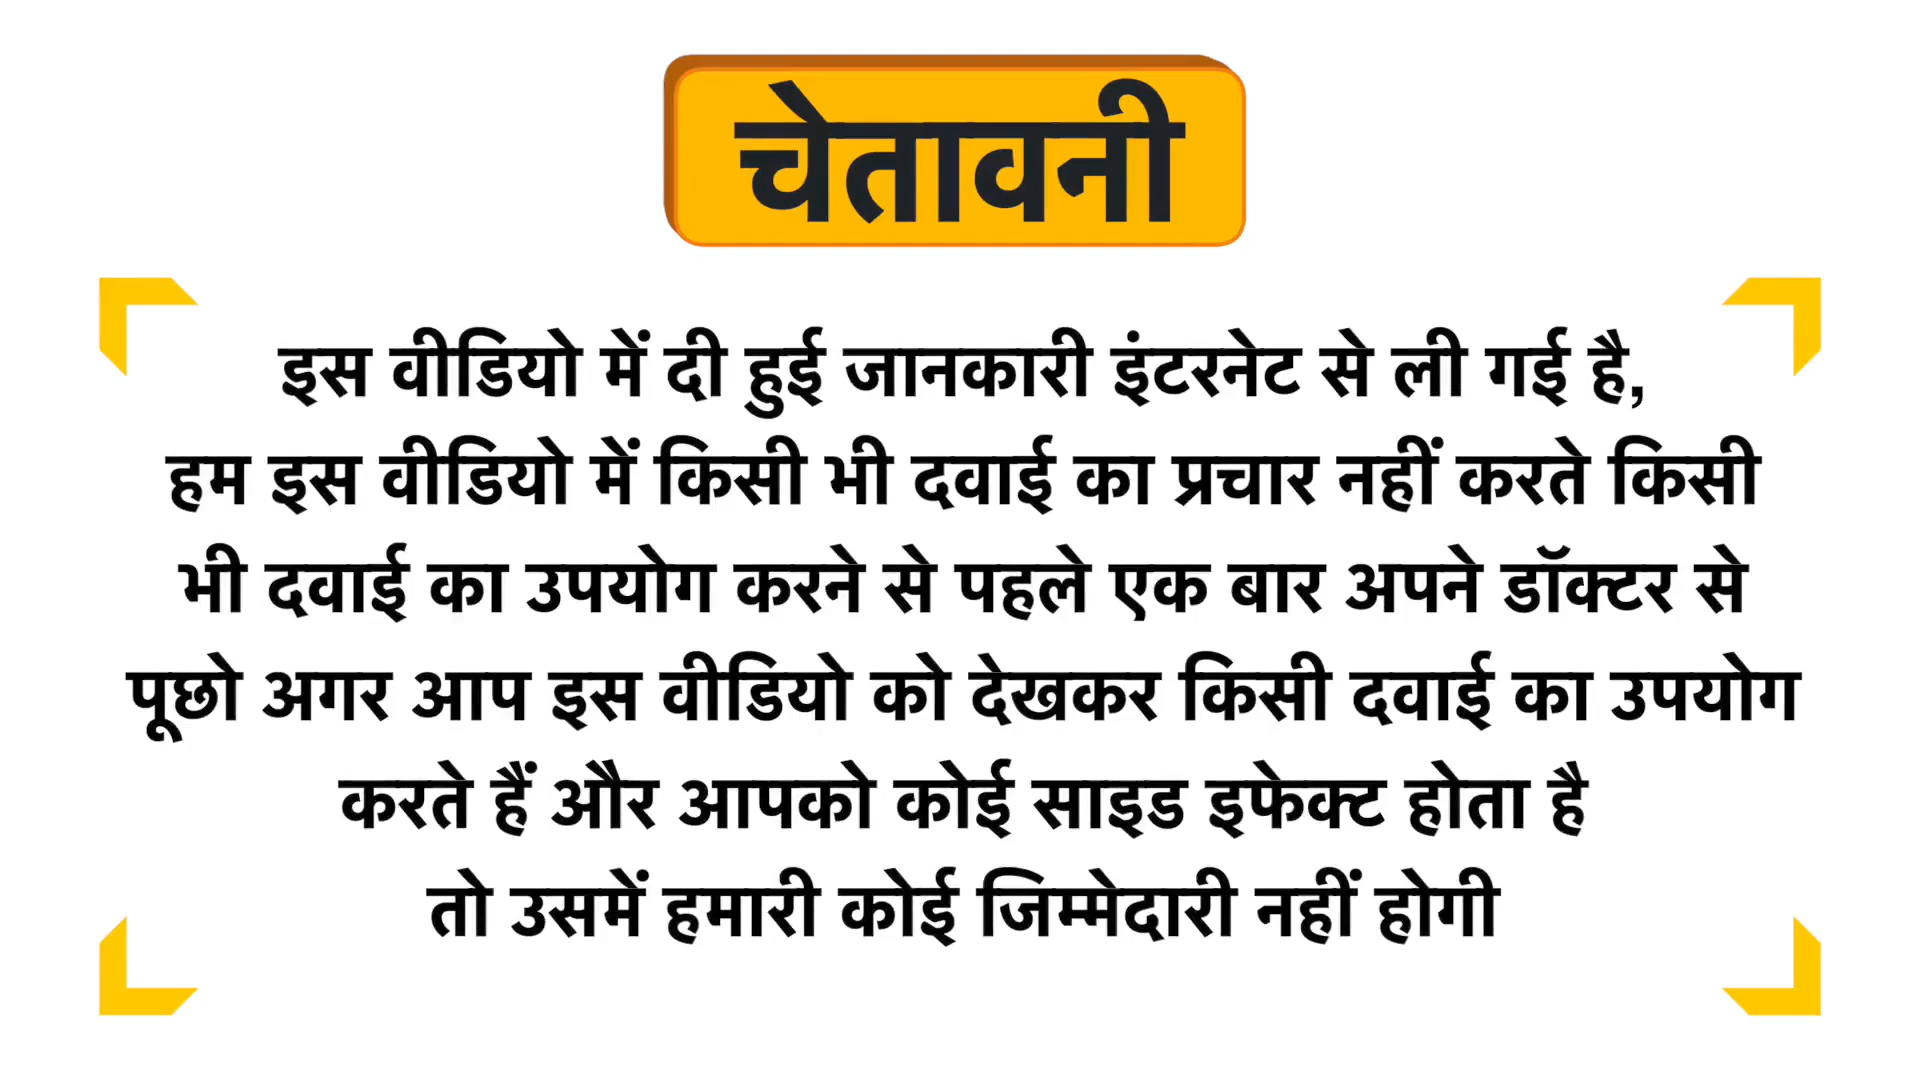 चेतावनी
इस वीडियो में दी हुई जानकारी इंटरनेट से ली गई है,
हम इस वीडियो में किसी भी दवाई का प्रचार नहीं करते किसी
भी दवाई का उपयोग करने से पहले एक बार अपने डॉक्टर से
पूछो अगर आप इस वीडियो को देखकर किसी दवाई का उपयोग
करते हैं और आपको कोई साइड इफेक्ट होता है
तो उसमें हमारी कोई जिम्मेदारी नहीं होगी